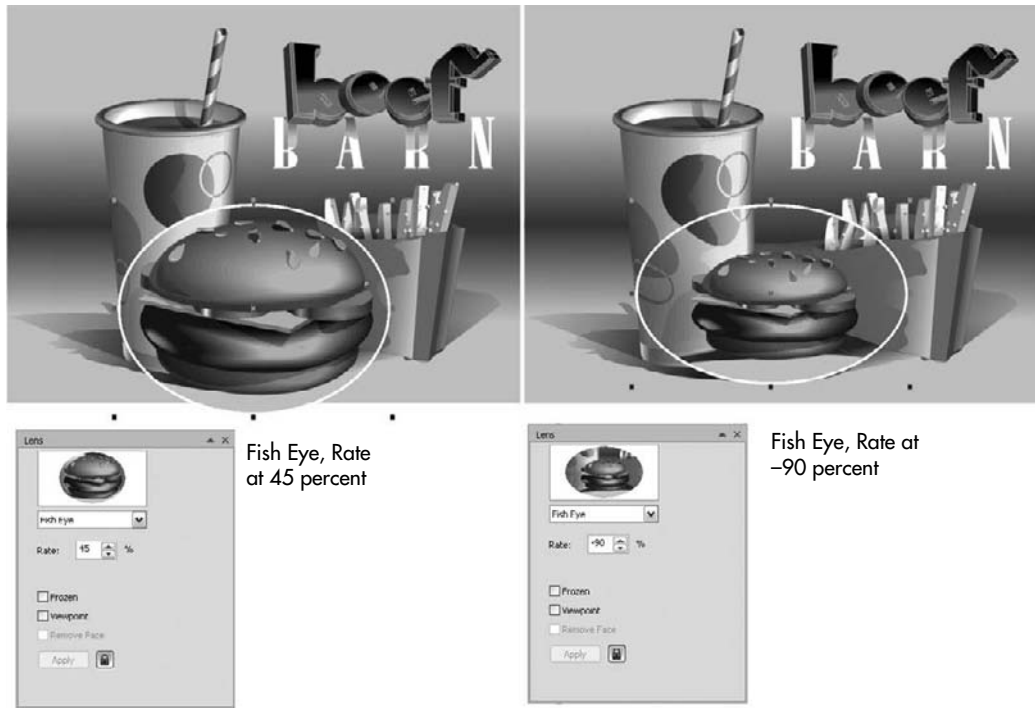 beef
BARN
beef
BARN
Lens
Fish Eye
Rate: 45 %
Frozen
Viewpoint
Remove Face
Apply
Fish Eye, Rate
at 45 percent
Lens
Fish Eye
Rate: -90 %
Frozen
Viewpoint
Remove Face
Apply
Fish Eye, Rate at
–90 percent